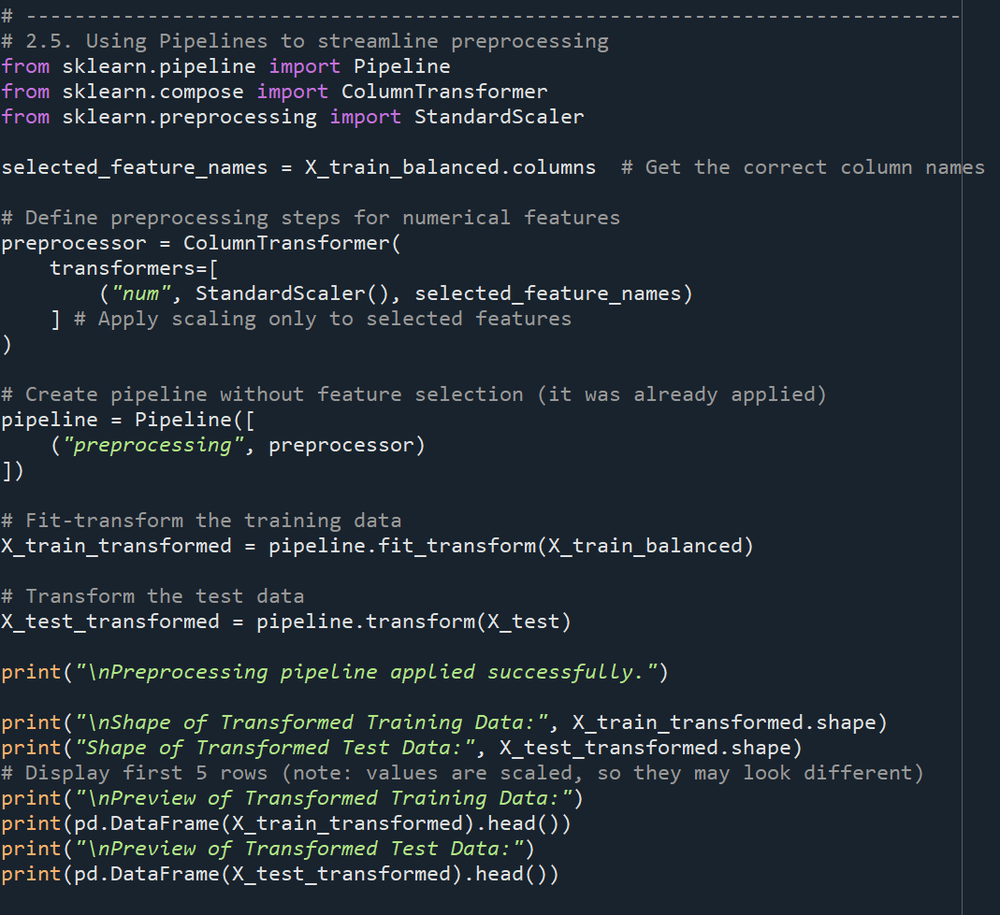 # -----------------------------------------------------------------------------
# 2.5. Using Pipelines to streamline preprocessing
from sklearn.pipeline import Pipeline
from sklearn.compose import ColumnTransformer
from sklearn.preprocessing import StandardScaler

selected_feature_names = X_train_balanced.columns  # Get the correct column names

# Define preprocessing steps for numerical features
preprocessor = ColumnTransformer(
    transformers=[
        ("num", StandardScaler(), selected_feature_names)
    ] # Apply scaling only to selected features
)

# Create pipeline without feature selection (it was already applied)
pipeline = Pipeline([
    ("preprocessing", preprocessor)
])

# Fit-transform the training data
X_train_transformed = pipeline.fit_transform(X_train_balanced)

# Transform the test data
X_test_transformed = pipeline.transform(X_test)

print("\nPreprocessing pipeline applied successfully.")

print("\nShape of Transformed Training Data:", X_train_transformed.shape)
print("Shape of Transformed Test Data:", X_test_transformed.shape)
# Display first 5 rows (note: values are scaled, so they may look different)
print("\nPreview of Transformed Training Data:")
print(pd.DataFrame(X_train_transformed).head())
print("\nPreview of Transformed Test Data:")
print(pd.DataFrame(X_test_transformed).head())